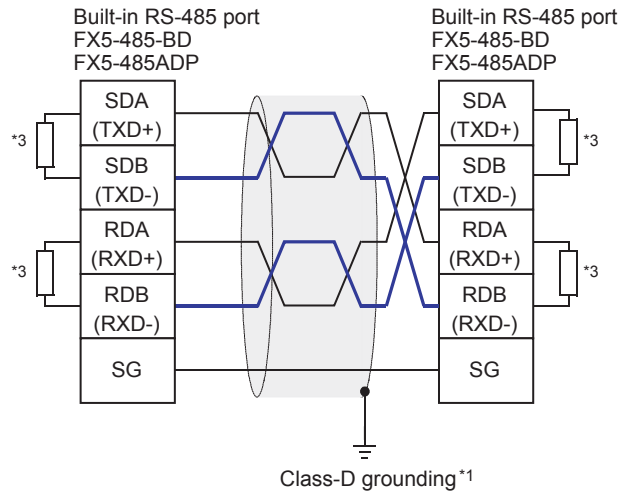 Built-in RS-485 port
FX5-485-BD
FX5-485ADP
Built-in RS-485 port
FX5-485-BD
FX5-485ADP
*3
SDA
(TXD+)
SDB
(TXD-)
*3
RDA
(RXD+)
RDB
(RXD-)
SG
SDA
(TXD+)
SDB
(TXD-)
*3
RDA
(RXD+)
RDB
(RXD-)
*3
SG
Class-D grounding*1